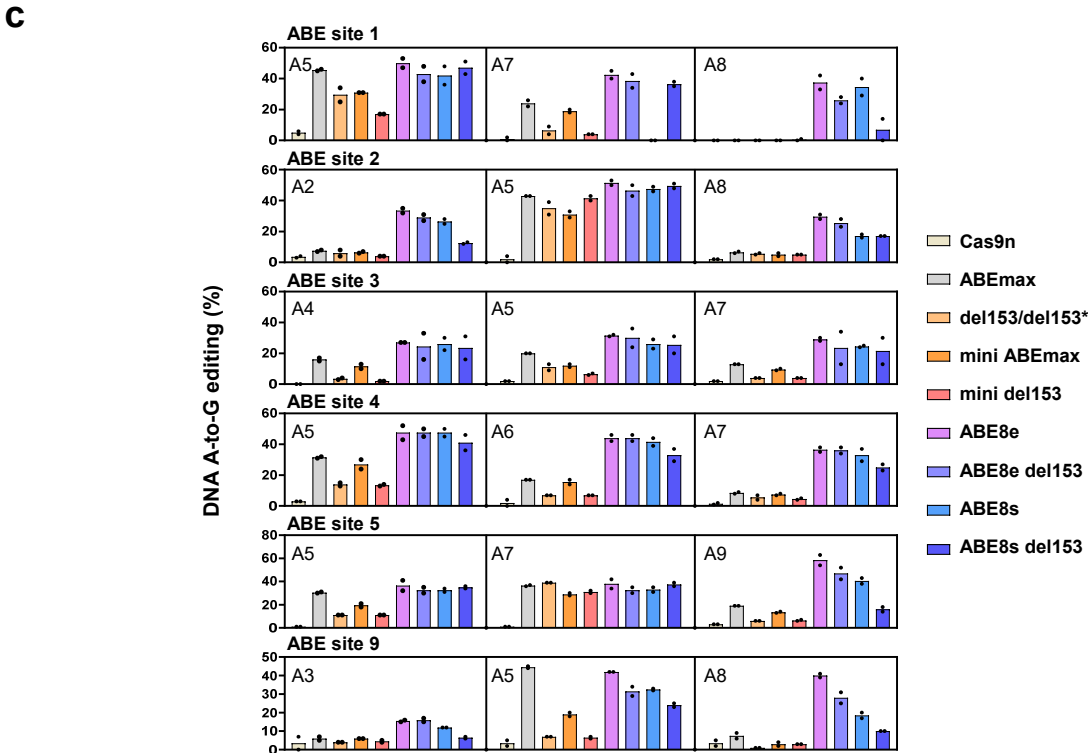 c
ABE site 1
60
40
20
0
A5
A7
A8
ABE site 2
60
40
20
0
A2
A5
A8
ABE site 3
60
40
20
0
A4
A5
A7
ABE site 4
60
40
20
0
A5
A6
A7
ABE site 5
80
60
40
20
0
A5
A7
A9
ABE site 9
50
40
30
20
10
0
A3
A5
A8
DNA A-to-G editing (%)
Cas9n
ABEmax
del153/del153*
mini ABEmax
mini del153
ABE8e
ABE8e del153
ABE8s
ABE8s del153